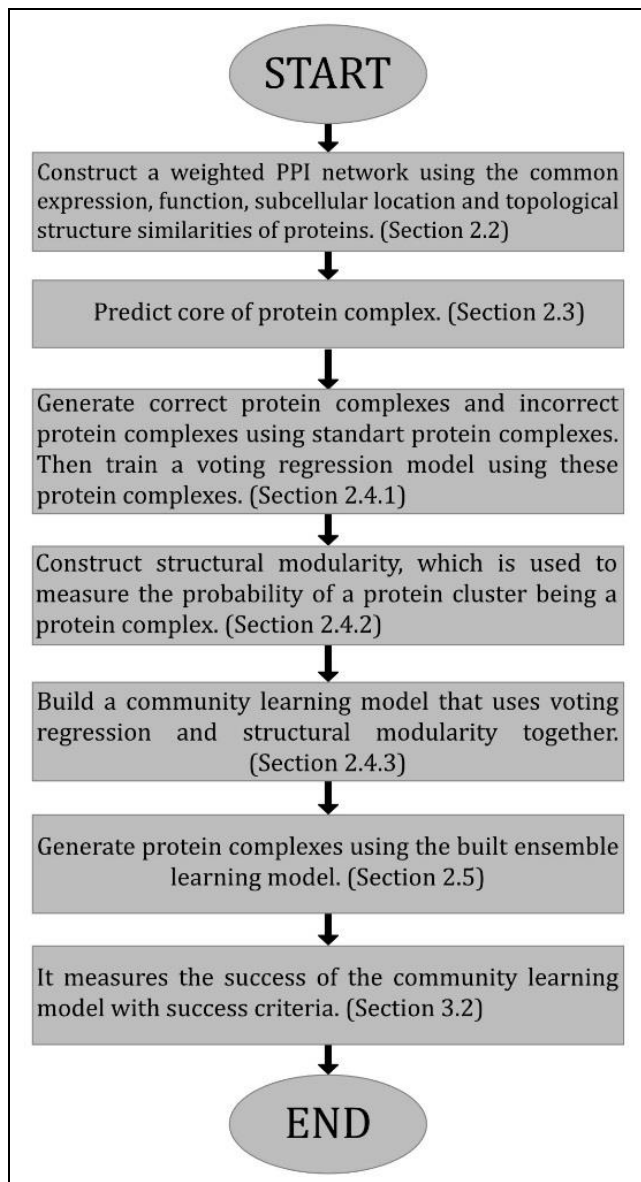 START
Construct a weighted PPI network using the common
expression, function, subcellular location and topological
structure similarities of proteins. (Section 2.2)
Predict core of protein complex. (Section 2.3)
Generate correct protein complexes and incorrect
protein complexes using standart protein complexes.
Then train a voting regression model using these
protein complexes. (Section 2.4.1)
Construct structural modularity, which is used to
measure the probability of a protein cluster being a
protein complex. (Section 2.4.2)
Build a community learning model that uses voting
regression and structural modularity together.
(Section 2.4.3)
Generate protein complexes using the built ensemble
learning model. (Section 2.5)
It measures the success of the community learning
model with success criteria. (Section 3.2)
END